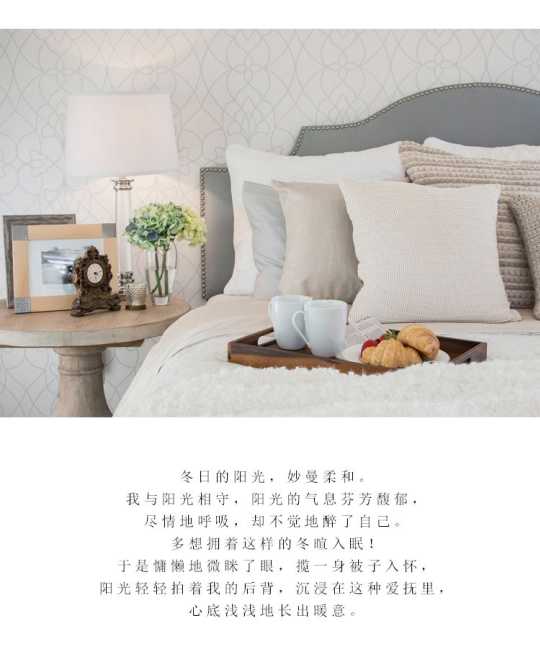 冬日的阳光，妙曼柔和。
我与阳光相守，阳光的气息芬芳馥郁，
尽情地呼吸，却不觉地醉了自己。
多想拥着这样的冬暄入眠！
于是慵懒地微眯了眼，揽一身被子入怀，
阳光轻轻拍着我的后背，沉浸在这种爱抚里，
心底浅浅地长出暖意。